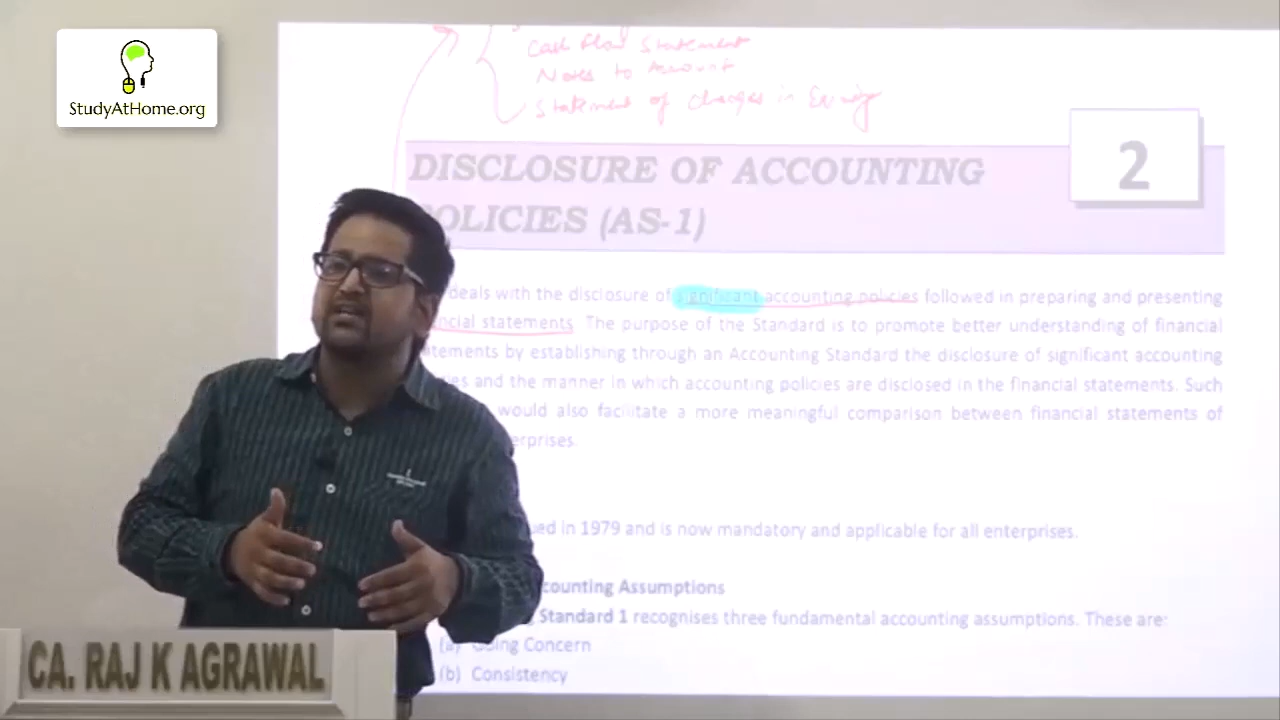 StudyAtHome.org
Cash Flow Statement
Notes to Account
Statement of Changes in
2
DISCLOSURE OF ACCOUNTING
POLICIES (AS-1)
deals with the disclosure of significant accounting policies followed in preparing and presenting
ncial statements. The purpose of the Standard is to promote better understanding of financial
tements by establishing through an Accounting Standard the disclosure of significant accounting
ies and the manner in which accounting policies are disclosed in the financial statements. Such
would also facilitate a more meaningful comparison between financial statements of
erprises.
ued in 1979 and is now mandatory and applicable for all enterprises.
counting Assumptions
Standard 1 recognises three fundamental accounting assumptions. These are:
(a) Going Concern
(b) Consistency
CA. RAJ K AGRAWAL